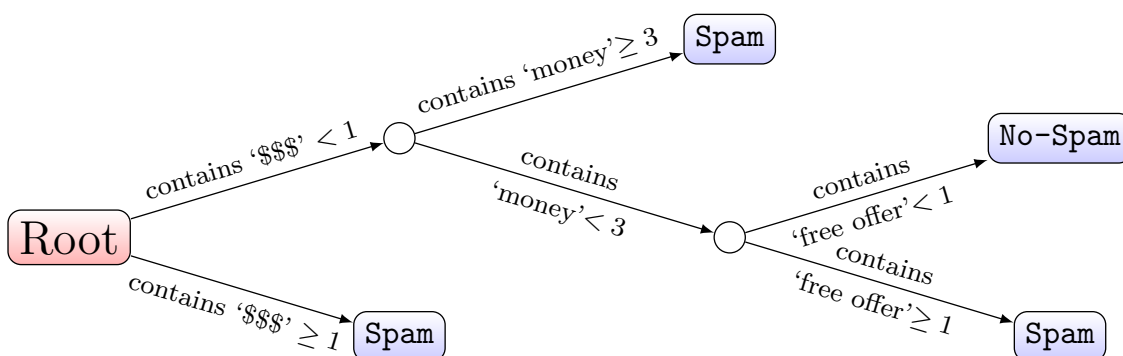 contains ‘money’≥ 3
Spam
contains ‘$$$’ < 1
contains
‘money’< 3
contains
‘free offer’< 1
No-Spam
Root
contains ‘$$$’ ≥ 1
Spam
contains
‘free offer’≥ 1
Spam